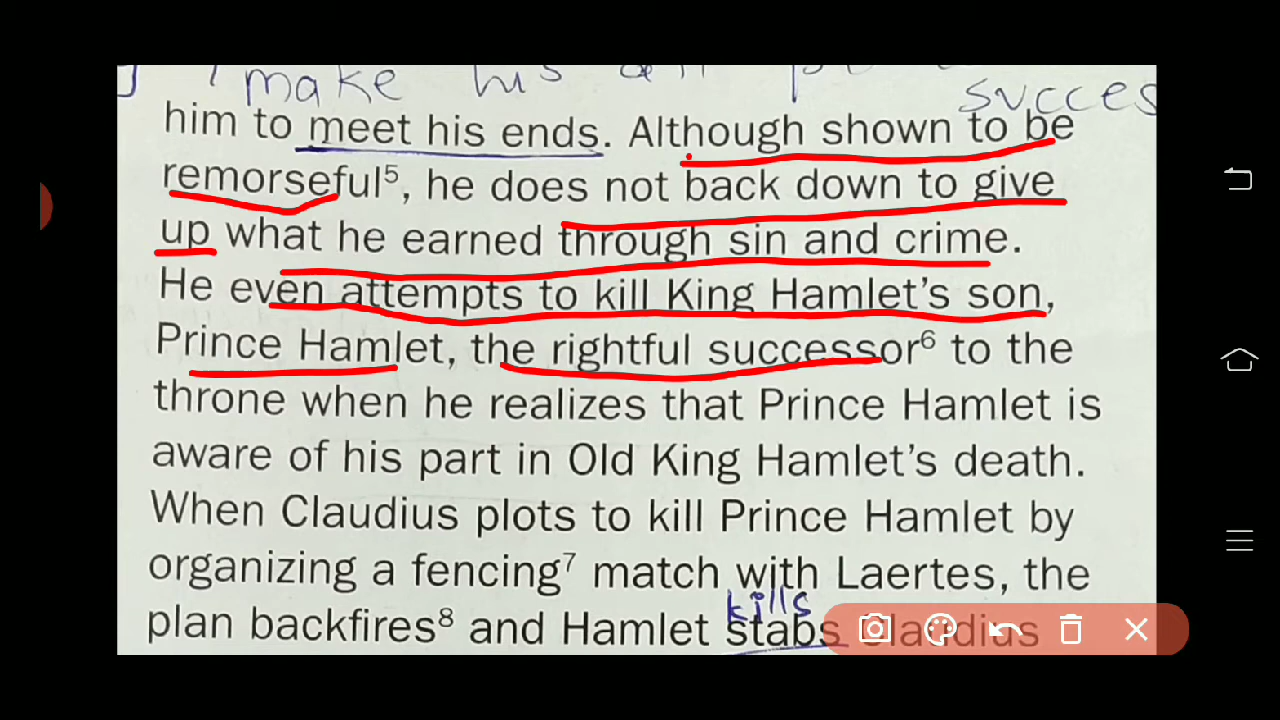 make his
succes
him to meet his ends. Although shown to be
remorseful⁵, he does not back down to give
up what he earned through sin and crime.
He even attempts to kill King Hamlet's son,
Prince Hamlet, the rightful successor⁶ to the
throne when he realizes that Prince Hamlet is
aware of his part in Old King Hamlet's death.
When Claudius plots to kill Prince Hamlet by
organizing a fencing⁷ match with Laertes, the
kills
plan backfires⁸ and Hamlet stabs Claudius